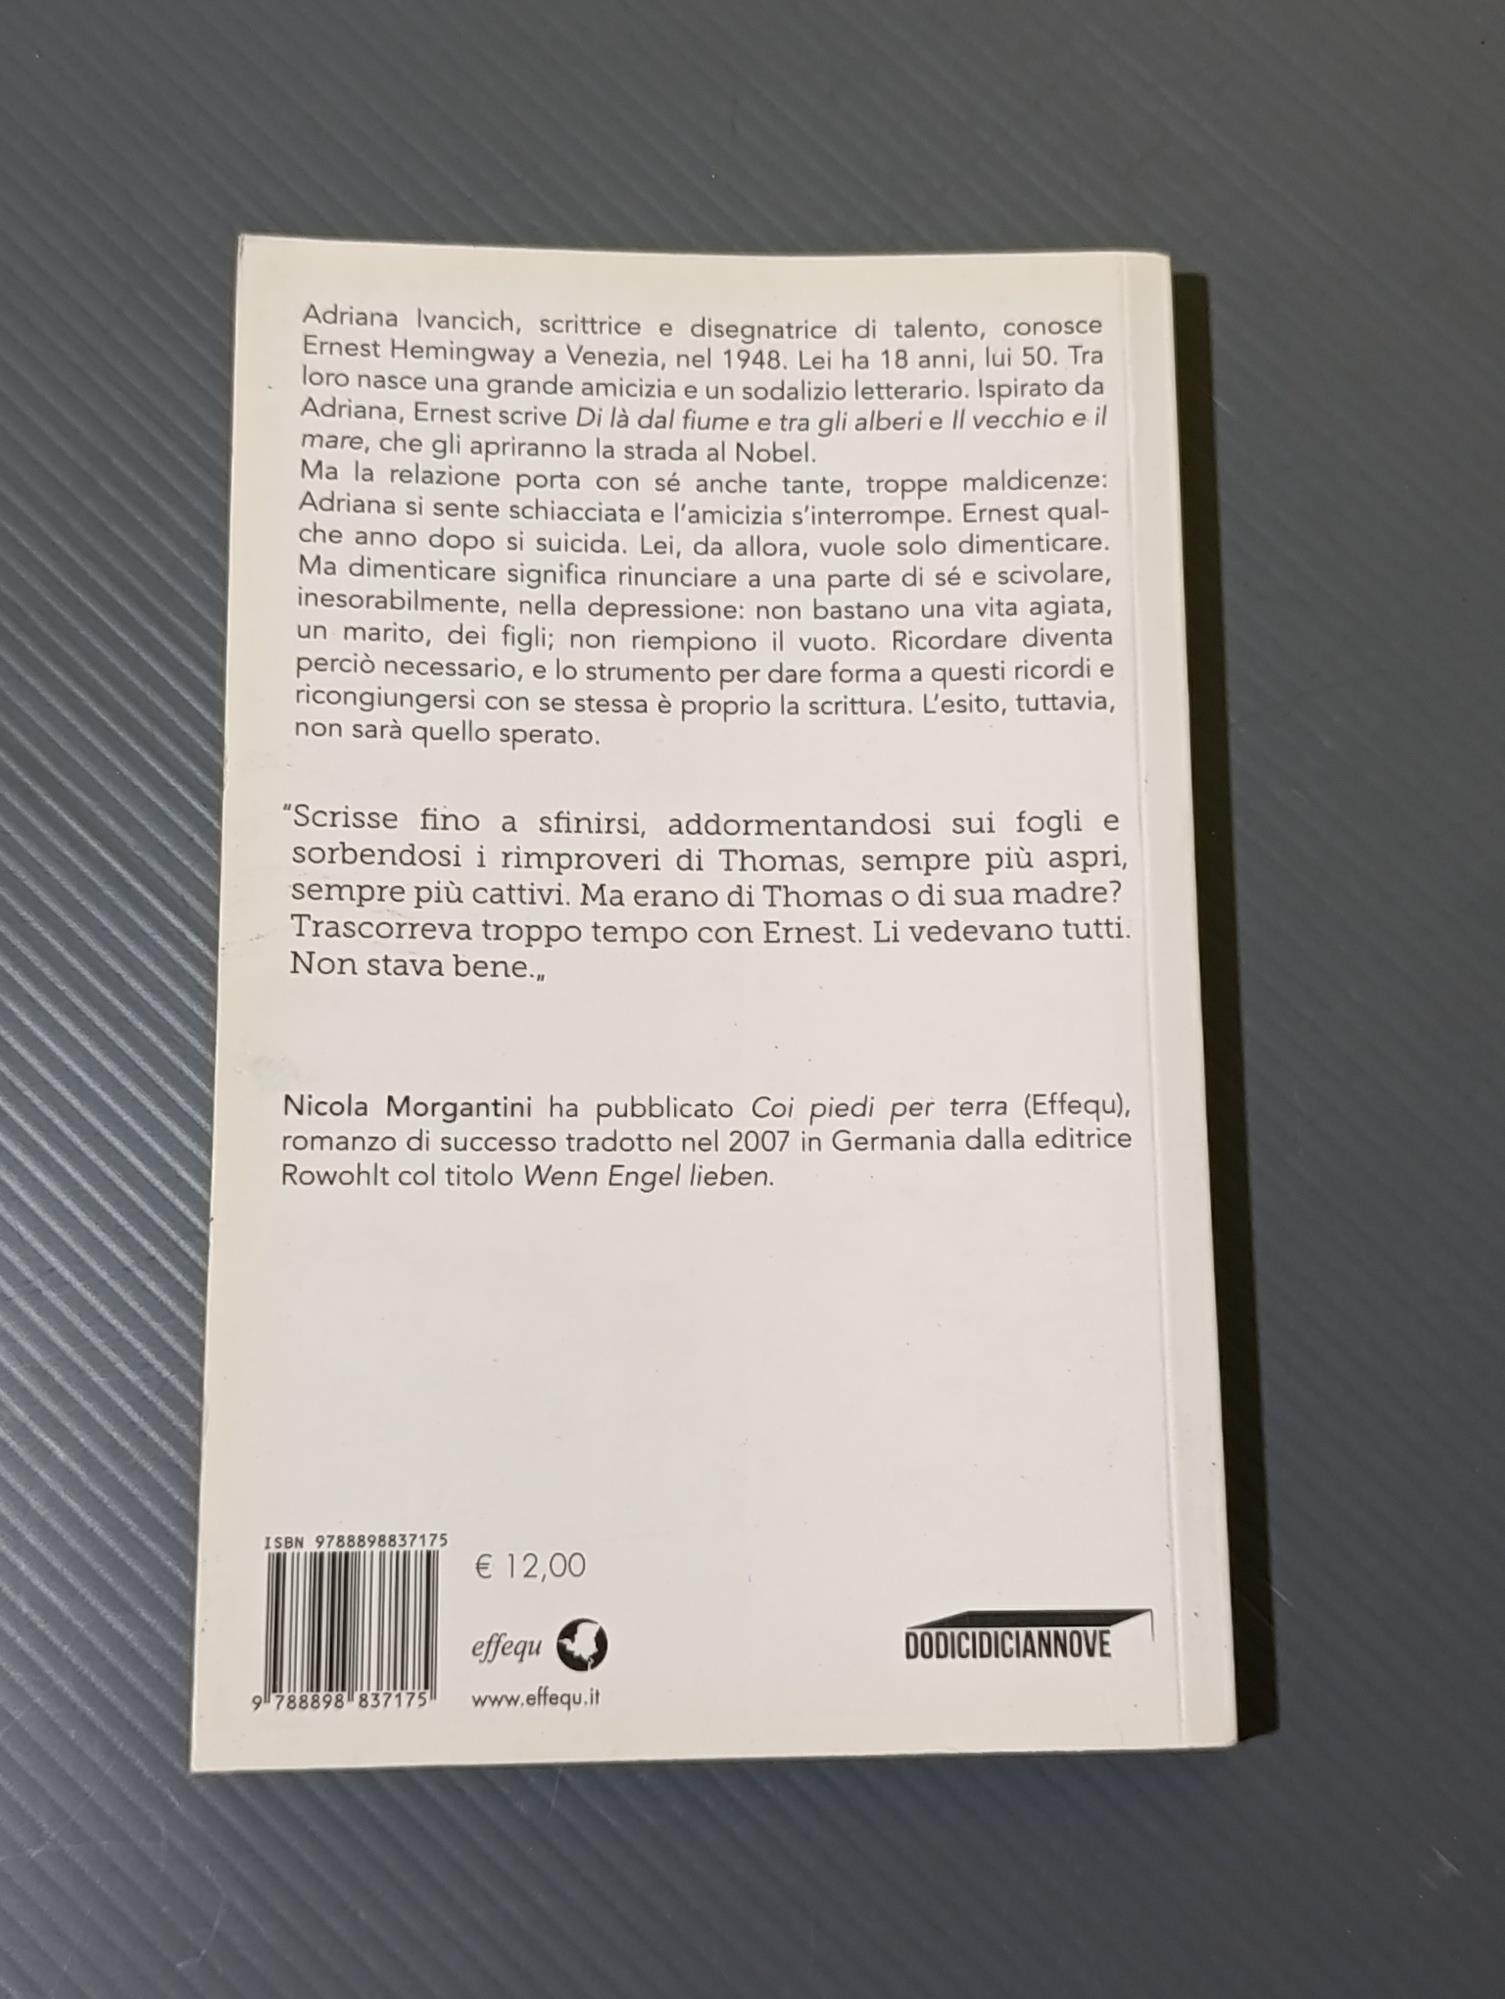 Adriana Ivancich, scrittrice e disegnatrice di talento, conosce
Ernest Hemingway a Venezia, nel 1948. Lei ha 18 anni, lui 50. Tra
loro nasce una grande amicizia e un sodalizio letterario. Ispirato da
Adriana, Ernest scrive Di là dal fiume e tra gli alberi e Il vecchio e il
mare, che gli apriranno la strada al Nobel.
Ma la relazione porta con sé anche tante, troppe maldicenze:
Adriana si sente schiacciata e l'amicizia s'interrompe. Ernest qual-
che anno dopo si suicida. Lei, da allora, vuole solo dimenticare.
Ma dimenticare significa rinunciare a una parte di sé e scivolare,
inesorabilmente, nella depressione: non bastano una vita agiata,
un marito, dei figli; non riempiono il vuoto. Ricordare diventa
perciò necessario, e lo strumento per dare forma a questi ricordi e
ricongiungersi con se stessa è proprio la scrittura. L'esito, tuttavia,
non sarà quello sperato.
"Scrisse fino a sfinirsi, addormentandosi sui fogli e
sorbendosi i rimproveri di Thomas, sempre più aspri,
sempre più cattivi. Ma erano di Thomas o di sua madre?
Trascorreva troppo tempo con Ernest. Li vedevano tutti.
Non stava bene.„
Nicola Morgantini ha pubblicato Coi piedi per terra (Effequ),
romanzo di successo tradotto nel 2007 in Germania dalla editrice
Rowohlt col titolo Wenn Engel lieben.
ISBN 9788898837175
€ 12,00
effequ
DODICIDICIANNOVE
9 788898 837175
www.effequ.it